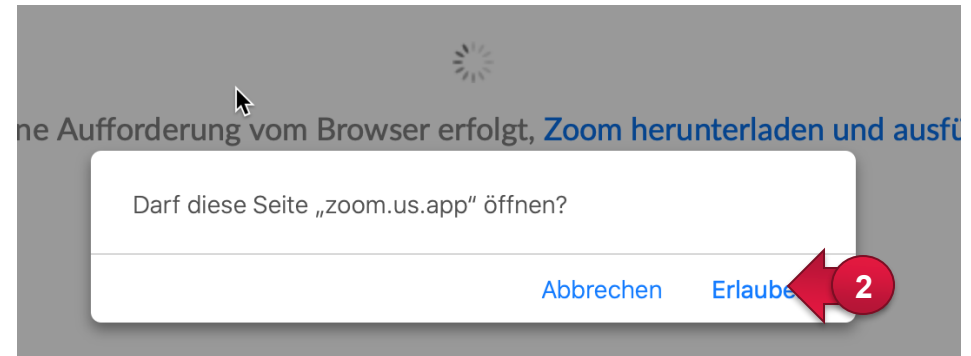 ne Aufforderung vom Browser erfolgt, Zoom herunterladen und ausfü
Darf diese Seite „zoom.us.app“ öffnen?
Abbrechen Erlaube
2